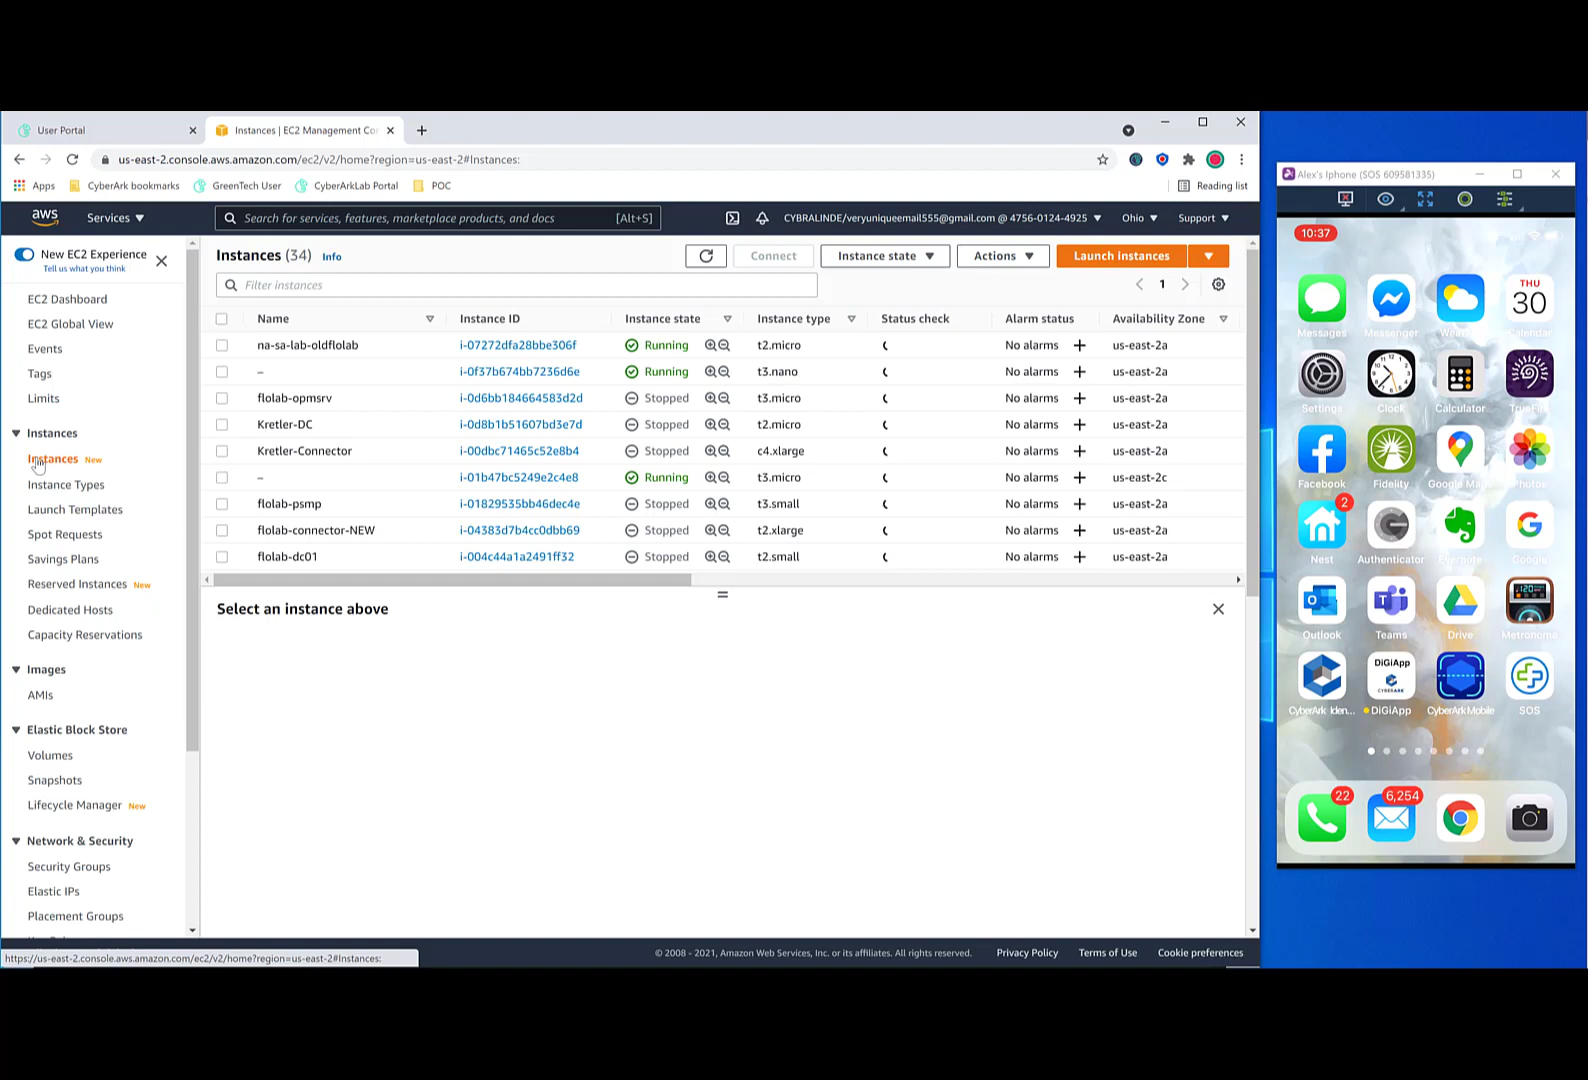 User Portal
Instances | EC2 Management Co
us-east-2.console.aws.amazon.com/ec2/v2/home?region=us-east-2#Instances:
Apps CyberArk bookmarks GreenTech User CyberArkLab Portal POC Reading list
aws Services Search for services, features, marketplace products, and docs [Alt+S] CYBRALINDE/veryuniqueemail555@gmail.com @ 4756-0124-4925 Ohio Support
New EC2 Experience
Tell us what you think
EC2 Dashboard
EC2 Global View
Events
Tags
Limits
Instances
Instances New
Instance Types
Launch Templates
Spot Requests
Savings Plans
Reserved Instances New
Dedicated Hosts
Capacity Reservations
Images
AMIs
Elastic Block Store
Volumes
Snapshots
Lifecycle Manager New
Network & Security
Security Groups
Elastic IPs
Placement Groups
https://us-east-2.console.aws.amazon.com/ec2/v2/home?region=us-east-2#Instances:
Instances (34) Info Connect Instance state Actions Launch instances
Filter instances 1
Name Instance ID Instance state Instance type Status check Alarm status Availability Zone
na-sa-lab-oldflolab i-07272dfa28bbe306f Running t2.micro No alarms + us-east-2a
– i-0f37b674bb7236d6e Running t3.nano No alarms + us-east-2a
flolab-opmsrv i-0d6bb184664583d2d Stopped t3.micro No alarms + us-east-2a
Kretler-DC i-0d8b1b51607bd3e7d Stopped t2.micro No alarms + us-east-2a
Kretler-Connector i-00dbc71465c52e8b4 Stopped c4.xlarge No alarms + us-east-2a
– i-01b47bc5249e2c4e8 Running t3.micro No alarms + us-east-2c
flolab-psmp i-01829535bb46dec4e Stopped t3.small No alarms + us-east-2a
flolab-connector-NEW i-04383d7b4cc0dbb69 Stopped t2.xlarge No alarms + us-east-2a
flolab-dc01 i-004c44a1a2491ff32 Stopped t2.small No alarms + us-east-2a
Select an instance above
© 2008 - 2021, Amazon Web Services, Inc. or its affiliates. All rights reserved. Privacy Policy Terms of Use Cookie preferences
Alex's Iphone (SOS 609581335)
10:37
THU
30
Messages Messenger Calendar
Settings Clock Calculator
Facebook Fidelity Google Photos
2
Nest Authenticator Evernote Google
120
Outlook Teams Drive Metronome
DiGiApp
CYBERARK
CyberArk Iden... DiGiApp CyberArk Mobile SOS
22 6,254